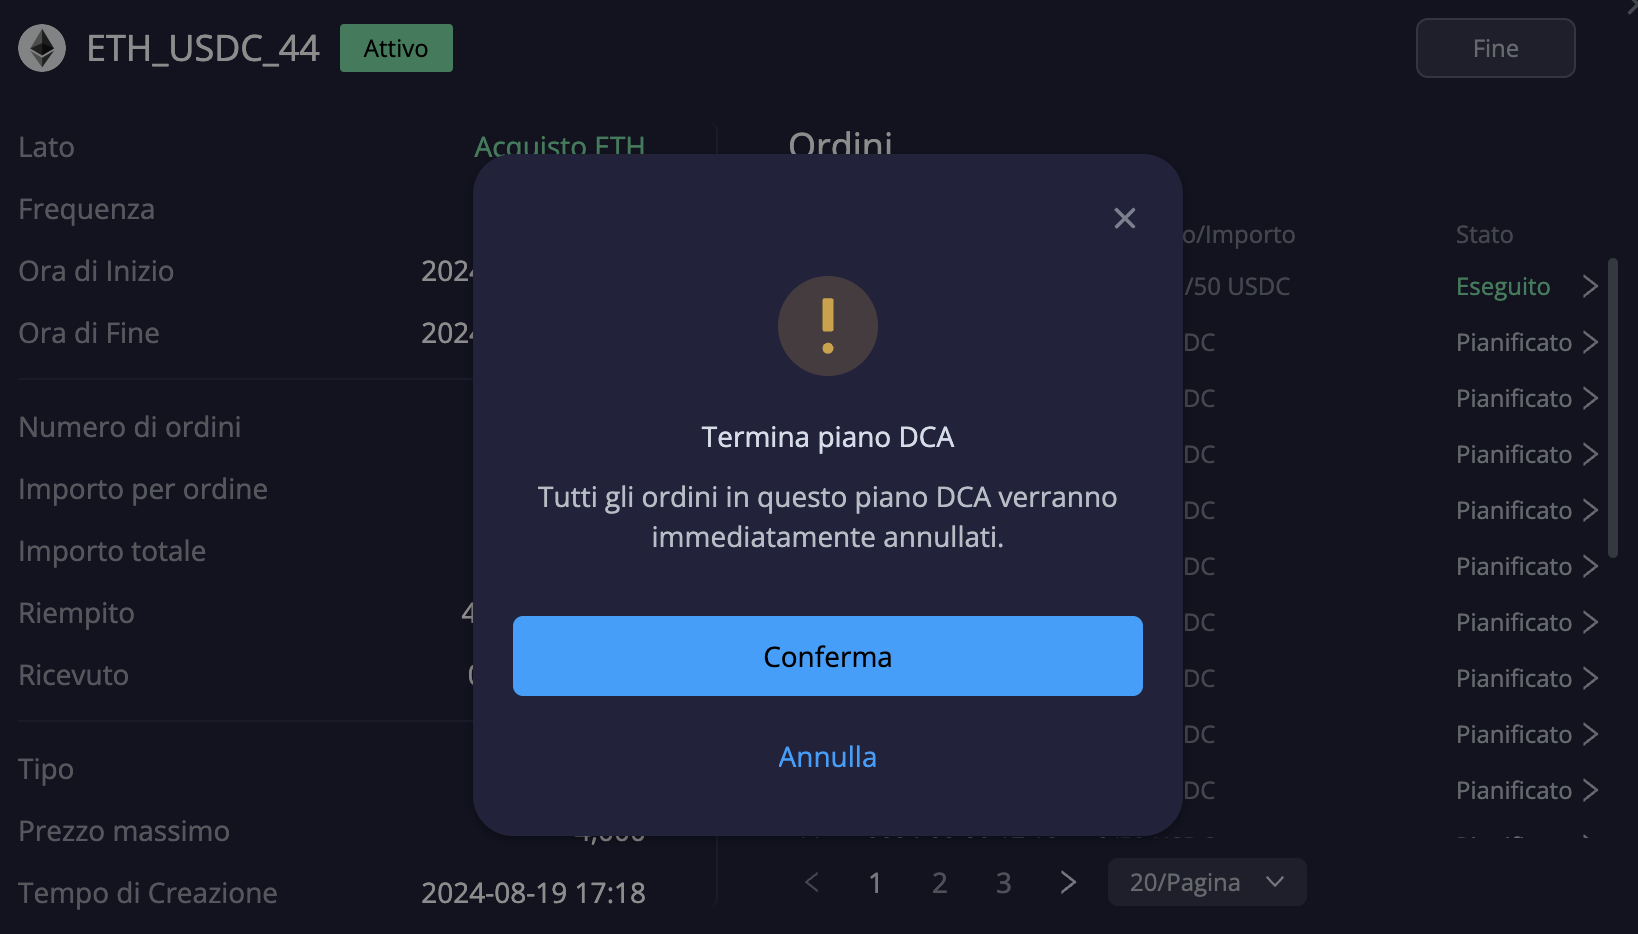 ETH_USDC_44
Attivo
Fine
Lato
Acquisto ETH
Frequenza
Ora di Inizio
2024
Ora di Fine
2024
Numero di ordini
Importo per ordine
Importo totale
Riempito
4
Ricevuto
Tipo
Prezzo massimo
4,000
Tempo di Creazione
2024-08-19 17:18
Ordini
o/Importo
Stato
/50 USDC
Eseguito
DC
Pianificato
DC
Pianificato
DC
Pianificato
DC
Pianificato
DC
Pianificato
DC
Pianificato
DC
Pianificato
DC
Pianificato
DC
Pianificato
1
2
3
20/Pagina
Termina piano DCA
Tutti gli ordini in questo piano DCA verranno
immediatamente annullati.
Conferma
Annulla